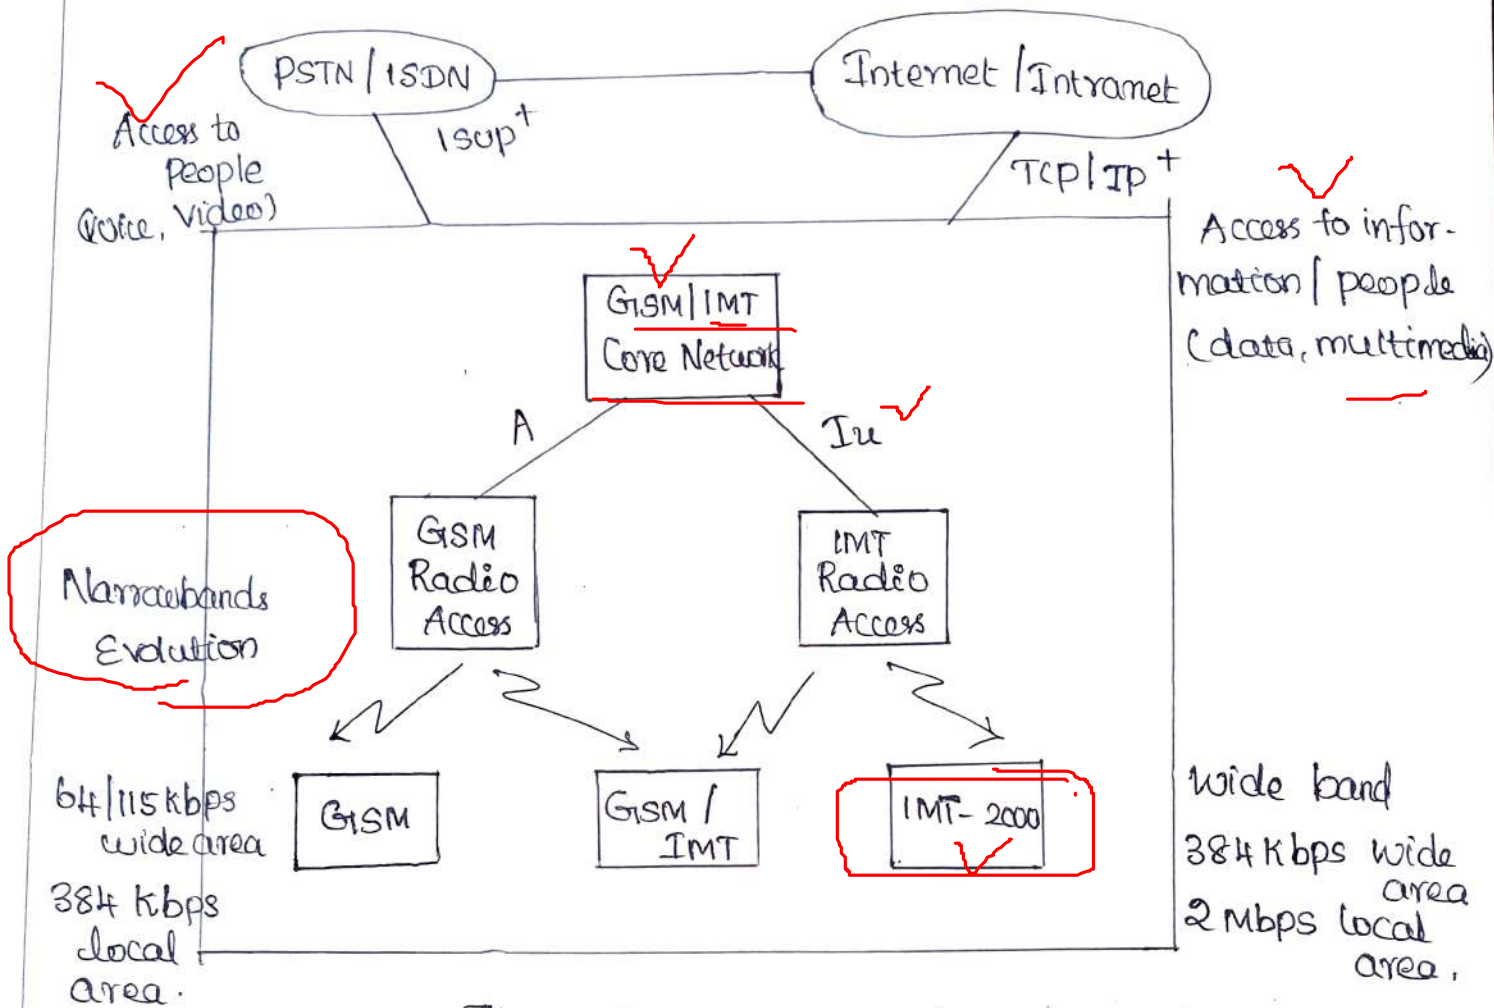 PSTN/ISDN
Internet/Intranet
ISUP+
TCP/IP+
Access to
People
(voice, video)
Access to infor-
mation/people
(data, multimedia)
GSM/IMT
Core Network
A
Iu
GSM
Radio
Access
IMT
Radio
Access
Narrowbands
Evolution
64/115 kbps
wide area
384 kbps
local
area.
GSM
GSM/
IMT
IMT-2000
wide band
384 kbps wide
area
2 Mbps local
area.